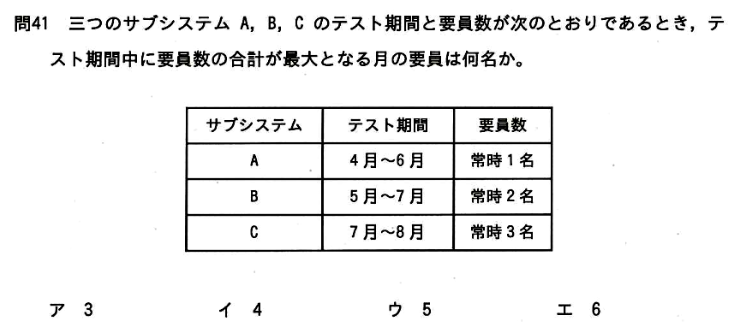 問41 三つのサブシステム A，B，C のテスト期間と要員数が次のとおりであるとき，テ
スト期間中に要員数の合計が最大となる月の要員は何名か。
サブシステム テスト期間 要員数
A 4月～6月 常時1名
B 5月～7月 常時2名
C 7月～8月 常時3名
ア 3 イ 4 ウ 5 エ 6